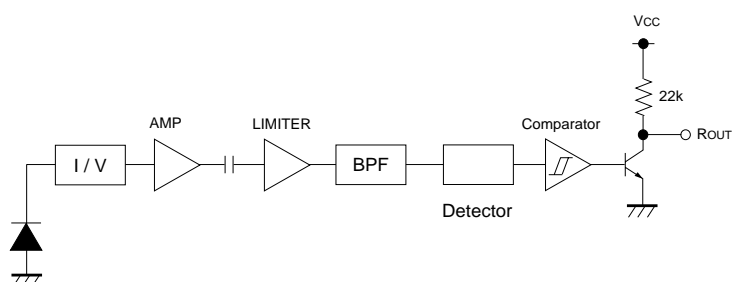 Vcc
22k
AMP
LIMITER
Comparator
ROUT
I / V
BPF
Detector